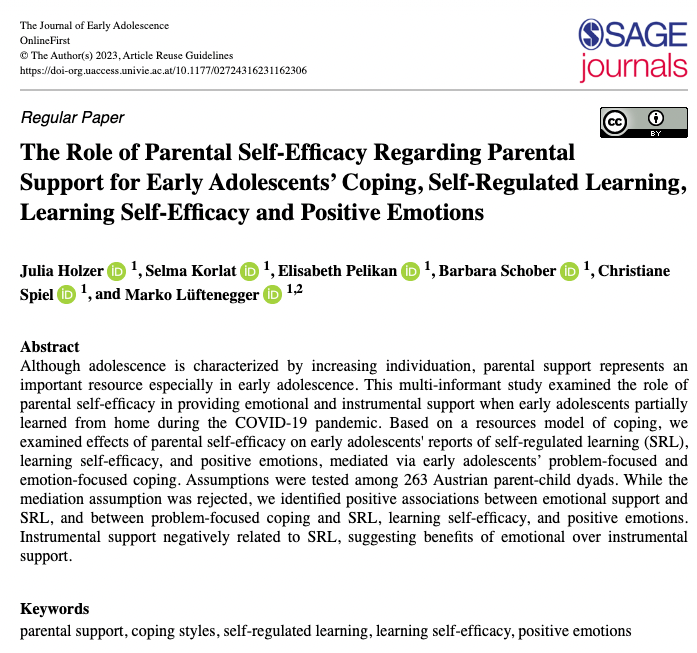 The Journal of Early Adolescence
OnlineFirst
© The Author(s) 2023, Article Reuse Guidelines
https://doi-org.uaccess.univie.ac.at/10.1177/02724316231162306
SAGE
journals
Regular Paper
cc BY
The Role of Parental Self-Efficacy Regarding Parental
Support for Early Adolescents’ Coping, Self-Regulated Learning,
Learning Self-Efficacy and Positive Emotions
Julia Holzer iD 1, Selma Korlat iD 1, Elisabeth Pelikan iD 1, Barbara Schober iD 1, Christiane
Spiel iD 1, and Marko Lüftenegger iD 1,2
Abstract
Although adolescence is characterized by increasing individuation, parental support represents an
important resource especially in early adolescence. This multi-informant study examined the role of
parental self-efficacy in providing emotional and instrumental support when early adolescents partially
learned from home during the COVID-19 pandemic. Based on a resources model of coping, we
examined effects of parental self-efficacy on early adolescents' reports of self-regulated learning (SRL),
learning self-efficacy, and positive emotions, mediated via early adolescents’ problem-focused and
emotion-focused coping. Assumptions were tested among 263 Austrian parent-child dyads. While the
mediation assumption was rejected, we identified positive associations between emotional support and
SRL, and between problem-focused coping and SRL, learning self-efficacy, and positive emotions.
Instrumental support negatively related to SRL, suggesting benefits of emotional over instrumental
support.
Keywords
parental support, coping styles, self-regulated learning, learning self-efficacy, positive emotions